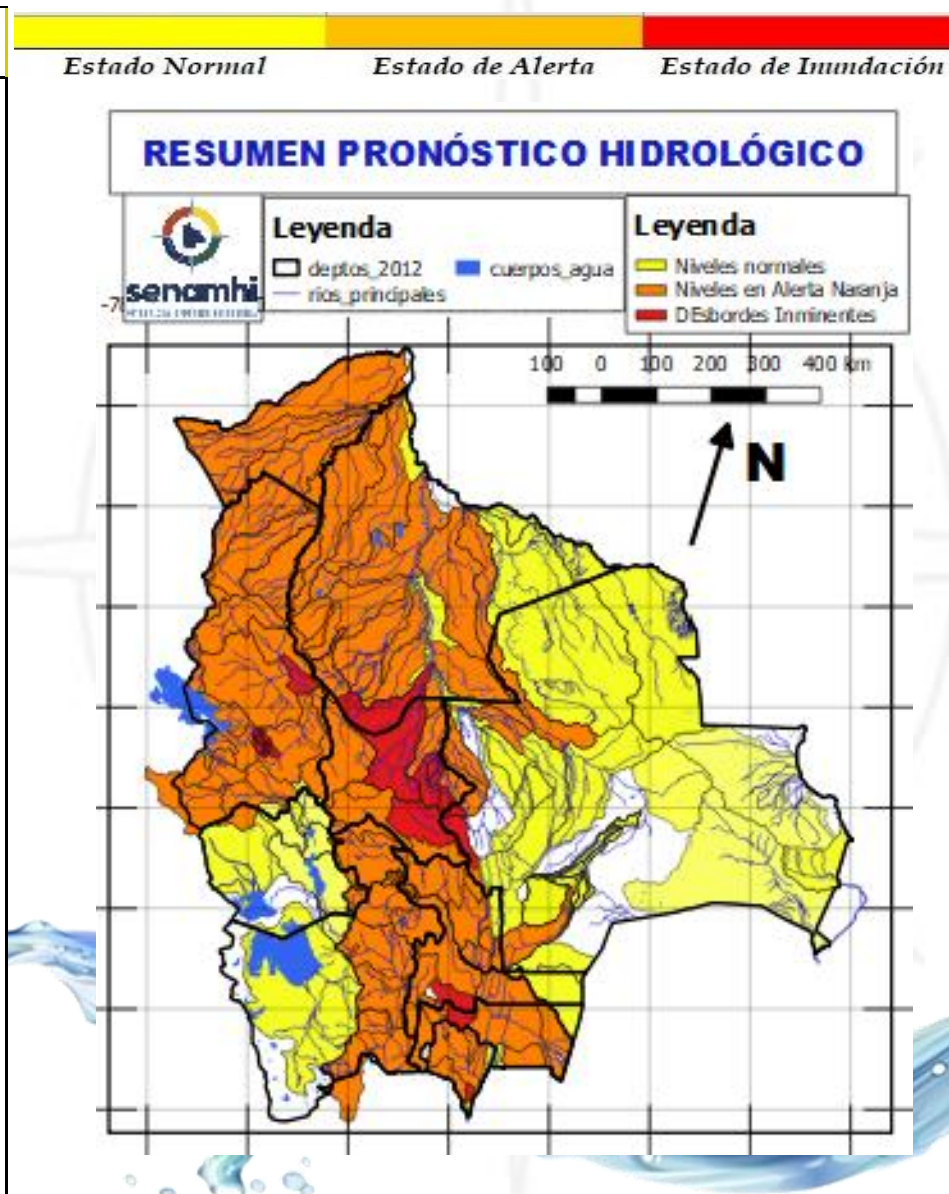 Estado Normal Estado de Alerta Estado de Inundación
RESUMEN PRONÓSTICO HIDROLÓGICO
senamhi
Leyenda
deptos_2012 cuerpos_agua
rios_principales
Leyenda
Niveles normales
Niveles en Alerta Naranja
DEsbordes Inminentes
100 0 100 200 300 400 km
N